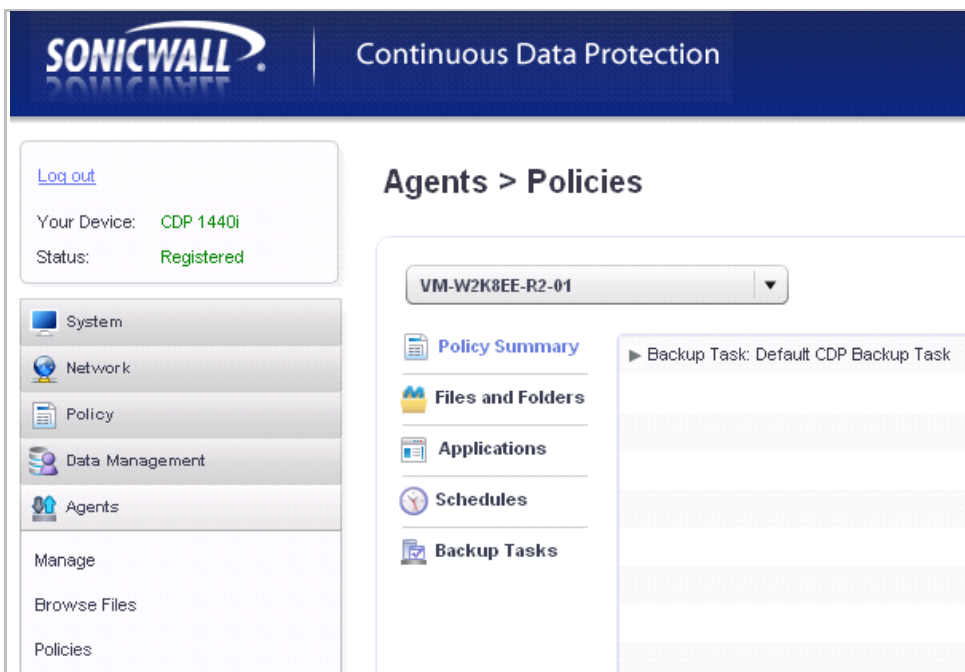 SONICWALL
Continuous Data Protection
Log out
Your Device: CDP 1440i
Status: Registered
System
Network
Policy
Data Management
Agents
Manage
Browse Files
Policies
Agents > Policies
VM-W2K8EE-R2-01
Policy Summary
Files and Folders
Applications
Schedules
Backup Tasks
Backup Task: Default CDP Backup Task